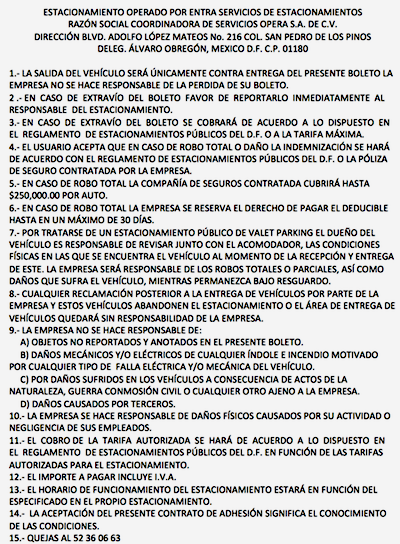 ESTACIONAMIENTO OPERADO POR ENTRA SERVICIOS DE ESTACIONAMIENTOS
RAZÓN SOCIAL COORDINADORA DE SERVICIOS OPERA S.A. DE C.V.
DIRECCIÓN BLVD. ADOLFO LÓPEZ MATEOS No. 216 COL. SAN PEDRO DE LOS PINOS
DELEG. ÁLVARO OBREGÓN, MEXICO D.F. C.P. 01180
1.- LA SALIDA DEL VEHÍCULO SERÁ ÚNICAMENTE CONTRA ENTREGA DEL PRESENTE BOLETO LA
EMPRESA NO SE HACE RESPONSABLE DE LA PERDIDA DE SU BOLETO.
2 .- EN CASO DE EXTRAVÍO DEL BOLETO FAVOR DE REPORTARLO INMEDIATAMENTE AL
RESPONSABLE DEL ESTACIONAMIENTO.
3.- EN CASO DE EXTRAVÍO DEL BOLETO SE COBRARÁ DE ACUERDO A LO DISPUESTO EN
EL REGLAMENTO DE ESTACIONAMIENTOS PÚBLICOS DEL D.F. O A LA TARIFA MÁXIMA.
4.- EL USUARIO ACEPTA QUE EN CASO DE ROBO TOTAL O DAÑO LA INDEMNIZACIÓN SE HARÁ
DE ACUERDO CON EL REGLAMENTO DE ESTACIONAMIENTOS PÚBLICOS DEL D.F. O LA PÓLIZA
DE SEGURO CONTRATADA POR LA EMPRESA.
5.- EN CASO DE ROBO TOTAL LA COMPAÑÍA DE SEGUROS CONTRATADA CUBRIRÁ HASTA
$250,000.00 POR AUTO.
6.- EN CASO DE ROBO TOTAL LA EMPRESA SE RESERVA EL DERECHO DE PAGAR EL DEDUCIBLE
HASTA EN UN MÁXIMO DE 30 DÍAS.
7.- POR TRATARSE DE UN ESTACIONAMIENTO PÚBLICO DE VALET PARKING EL DUEÑO DEL
VEHÍCULO ES RESPONSABLE DE REVISAR JUNTO CON EL ACOMODADOR, LAS CONDICIONES
FÍSICAS EN LAS QUE SE ENCUENTRA EL VEHÍCULO AL MOMENTO DE LA RECEPCIÓN Y ENTREGA
DE ESTE. LA EMPRESA SERÁ RESPONSABLE DE LOS ROBOS TOTALES O PARCIALES, ASÍ COMO
DAÑOS QUE SUFRA EL VEHÍCULO, MIENTRAS PERMANEZCA BAJO RESGUARDO.
8.- CUALQUIER RECLAMACIÓN POSTERIOR A LA ENTREGA DE VEHÍCULOS POR PARTE DE LA
EMPRESA Y ESTOS VEHÍCULOS ABANDONEN EL ESTACIONAMIENTO O EL ÁREA DE ENTREGA DE
VEHÍCULOS QUEDARÁ SIN RESPONSABILIDAD DE LA EMPRESA.
9.- LA EMPRESA NO SE HACE RESPONSABLE DE:
A) OBJETOS NO REPORTADOS Y ANOTADOS EN EL PRESENTE BOLETO.
B) DAÑOS MECÁNICOS Y/O ELÉCTRICOS DE CUALQUIER ÍNDOLE E INCENDIO MOTIVADO
POR CUALQUIER TIPO DE FALLA ELÉCTRICA Y/O MECÁNICA DEL VEHÍCULO.
C) POR DAÑOS SUFRIDOS EN LOS VEHÍCULOS A CONSECUENCIA DE ACTOS DE LA
NATURALEZA, GUERRA CONMOSIÓN CIVIL O CUALQUIER OTRO AJENO A LA EMPRESA.
D) DAÑOS CAUSADOS POR TERCEROS.
10.- LA EMPRESA SE HACE RESPONSABLE DE DAÑOS FÍSICOS CAUSADOS POR SU ACTIVIDAD O
NEGLIGENCIA DE SUS EMPLEADOS.
11.- EL COBRO DE LA TARIFA AUTORIZADA SE HARÁ DE ACUERDO A LO DISPUESTO EN
EL REGLAMENTO DE ESTACIONAMIENTOS PÚBLICOS DEL D.F. EN FUNCIÓN DE LAS TARIFAS
AUTORIZADAS PARA EL ESTACIONAMIENTO.
12.- EL IMPORTE A PAGAR INCLUYE I.V.A.
13.- EL HORARIO DE FUNCIONAMIENTO DEL ESTACIONAMIENTO ESTARÁ EN FUNCIÓN DEL
ESPECIFICADO EN EL PROPIO ESTACIONAMIENTO.
14.- LA ACEPTACIÓN DEL PRESENTE CONTRATO DE ADHESIÓN SIGNIFICA EL CONOCIMIENTO
DE LAS CONDICIONES.
15.- QUEJAS AL 52 36 06 63